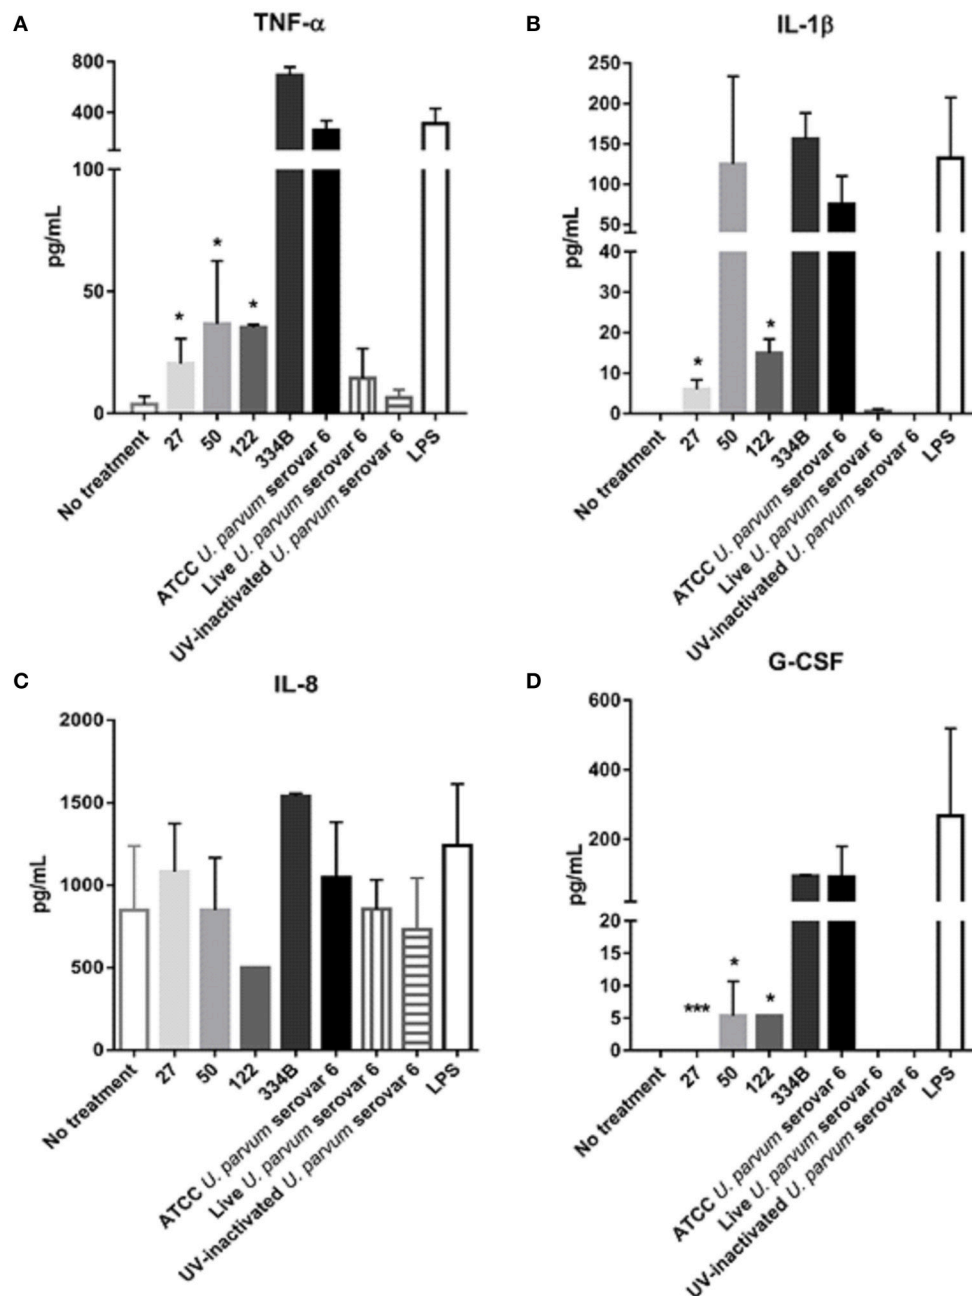 A
TNF-α
pg/mL
800
400
100
50
0
*
*
*
No treatment
27
50
122
334B
ATCC U. parvum serovar 6
Live U. parvum serovar 6
UV-inactivated U. parvum serovar 6
LPS
B
IL-1β
pg/mL
250
200
150
100
50
40
30
20
10
0
*
*
No treatment
27
50
122
334B
ATCC U. parvum serovar 6
Live U. parvum serovar 6
UV-inactivated U. parvum serovar 6
LPS
C
IL-8
pg/mL
2000
1500
1000
500
0
No treatment
27
50
122
334B
ATCC U. parvum serovar 6
Live U. parvum serovar 6
UV-inactivated U. parvum serovar 6
LPS
D
G-CSF
pg/mL
600
400
200
20
15
10
5
0
***
*
*
No treatment
27
50
122
334B
ATCC U. parvum serovar 6
Live U. parvum serovar 6
UV-inactivated U. parvum serovar 6
LPS